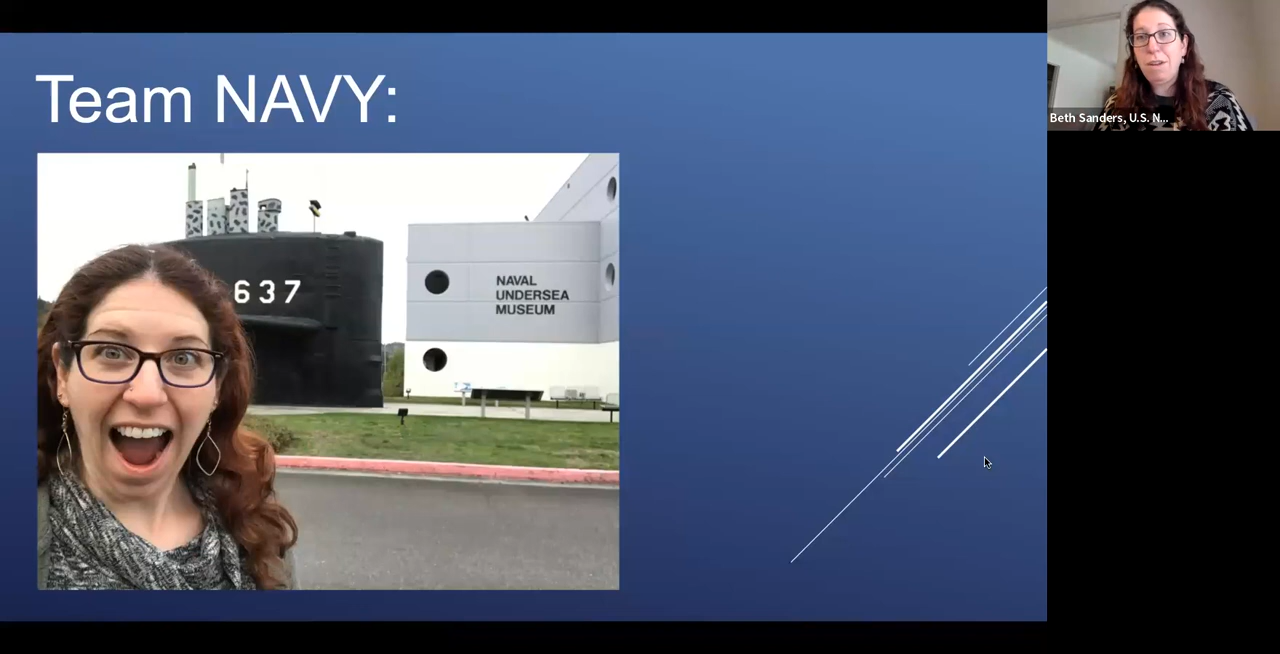 Team NAVY:
637
NAVAL
UNDERSEA
MUSEUM
Beth Sanders, U.S. N...